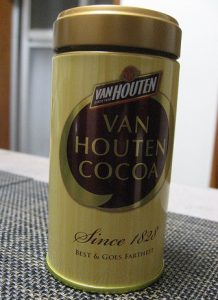 VAN HOUTEN
VAN
HOUTEN
COCOA
Since 1828
BEST & GOES FARTHEST